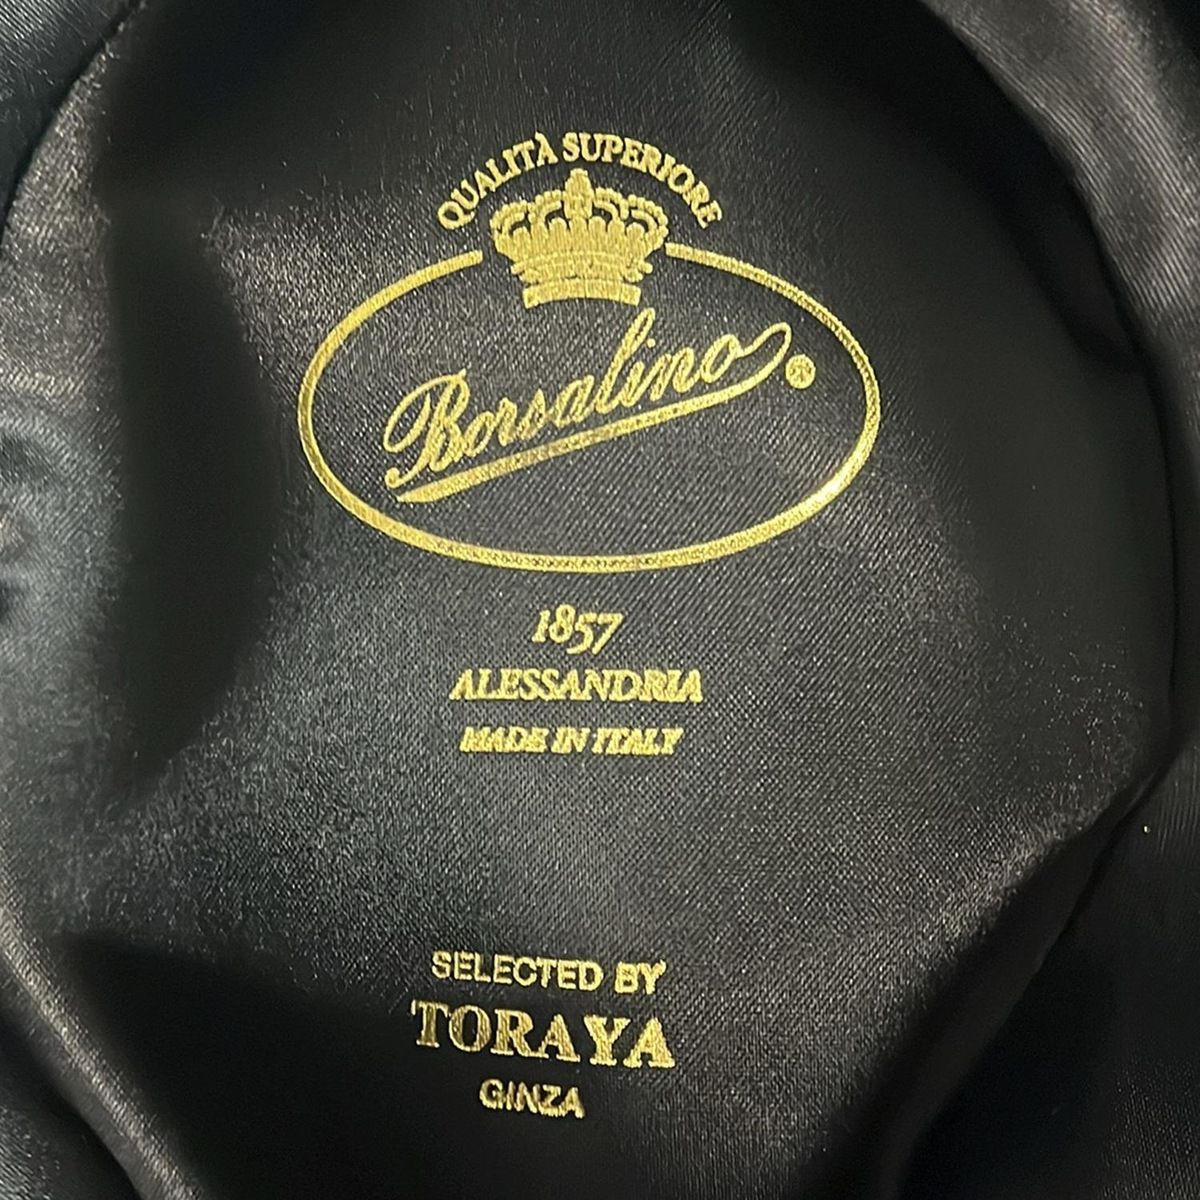 QUALITÀ SUPERIORE
Borsalino ®
1857
ALESSANDRIA
MADE IN ITALY
SELECTED BY
TORAYA
GINZA